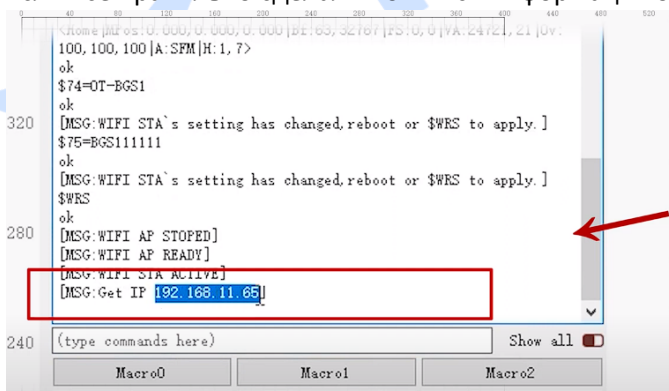 0 40 80 120 160 200 240 280 320 360 400 440 480 520
<Home|MPos:0.000,0.000,0.000|Bf:63,32767|FS:0,0|VA:24727,21|Ov:
100,100,100|A:SFM|H:1,7>
ok
$74=OT-BGS1
ok
320
[MSG:WIFI STA`s setting has changed,reboot or $WRS to apply.]
$75=BGS111111
ok
[MSG:WIFI STA`s setting has changed,reboot or $WRS to apply.]
$WRS
ok
280
[MSG:WIFI AP STOPED]
[MSG:WIFI AP READY]
[MSG:WIFI STA ACTIVE]
[MSG:Get IP 192.168.11.65]
240
(type commands here)
Show all
Macro0
Macro1
Macro2